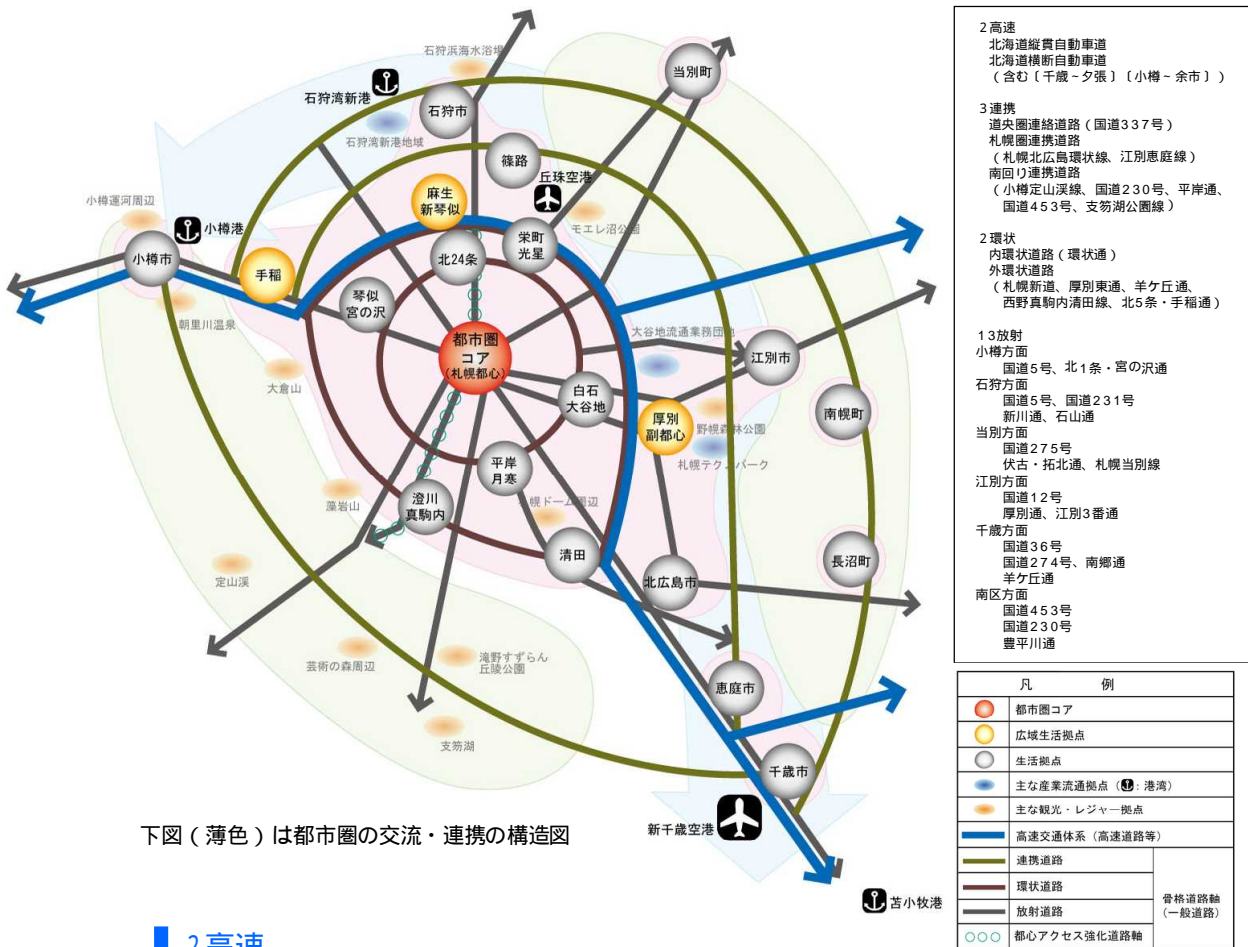 石狩浜海水浴場
当別町
石狩湾新港
石狩市
石狩湾新港地域
篠路
丘珠空港
麻生
新琴似
小樽運河周辺
小樽港
モエレ沼公園
栄町
光星
小樽市
北24条
手稲
琴似
宮の沢
朝里川温泉
大谷地流通業務団地
都市圏
コア
(札幌都心)
江別市
大倉山
白石
大谷地
南幌町
厚別
副都心
野幌森林公園
札幌テクノパーク
平岸
月寒
藻岩山
澄川
真駒内
札幌ドーム周辺
清田
長沼町
定山渓
北広島市
芸術の森周辺
滝野すずらん
丘陵公園
恵庭市
支笏湖
千歳市
新千歳空港
苫小牧港
下図(薄色)は都市圏の交流・連携の構造図
2高速
2高速
北海道縦貫自動車道
北海道横断自動車道
(含む〔千歳~夕張〕〔小樽~余市〕)
3連携
道央圏連絡道路(国道337号)
札幌圏連携道路
(札幌北広島環状線、江別恵庭線)
南回り連携道路
(小樽定山渓線、国道230号、平岸通、
国道453号、支笏湖公園線)
2環状
内環状道路(環状通)
外環状道路
(札幌新道、厚別東通、羊ケ丘通、
西野真駒内清田線、北5条・手稲通)
13放射
小樽方面
国道5号、北1条・宮の沢通
石狩方面
国道5号、国道231号
新川通、石山通
当別方面
国道275号
伏古・拓北通、札幌当別線
江別方面
国道12号
厚別通、江別3番通
千歳方面
国道36号
国道274号、南郷通
羊ケ丘通
南区方面
国道453号
国道230号
豊平川通
凡 例
都市圏コア
広域生活拠点
生活拠点
主な産業流通拠点(:港湾)
主な観光・レジャー拠点
高速交通体系(高速道路等)
連携道路
環状道路
放射道路
都心アクセス強化道路軸
骨格道路軸
(一般道路)